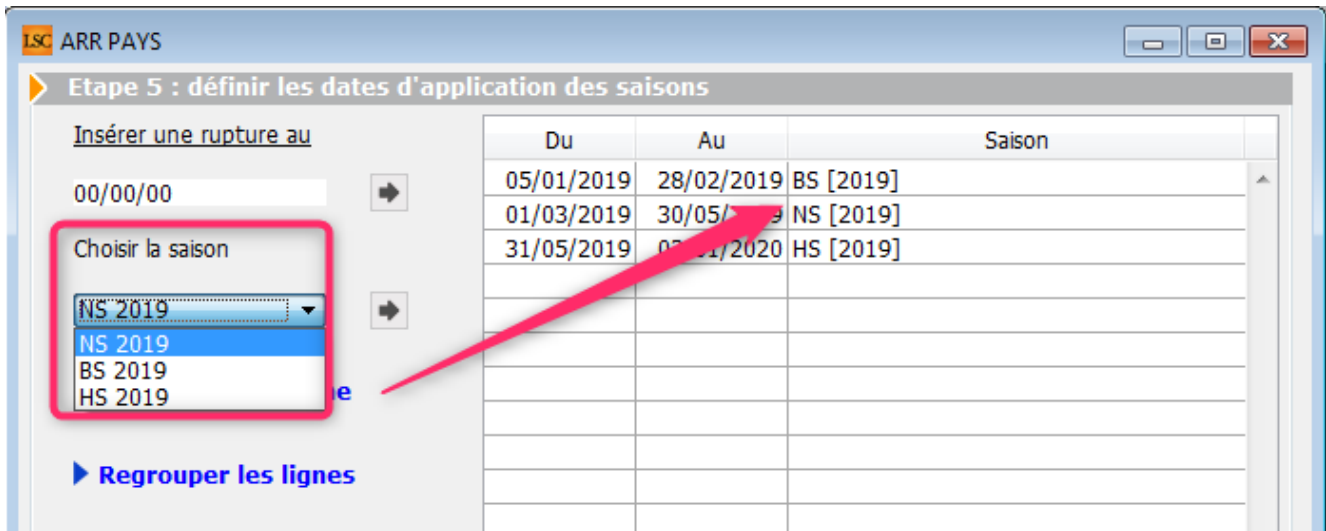 LSC ARR PAYS
Etape 5 : définir les dates d'application des saisons
Insérer une rupture au
00/00/00
Choisir la saison
NS 2019
NS 2019
BS 2019
HS 2019
Regrouper les lignes
Du Au Saison
05/01/2019 28/02/2019 BS [2019]
01/03/2019 NS [2019]
31/05/2019 HS [2019]